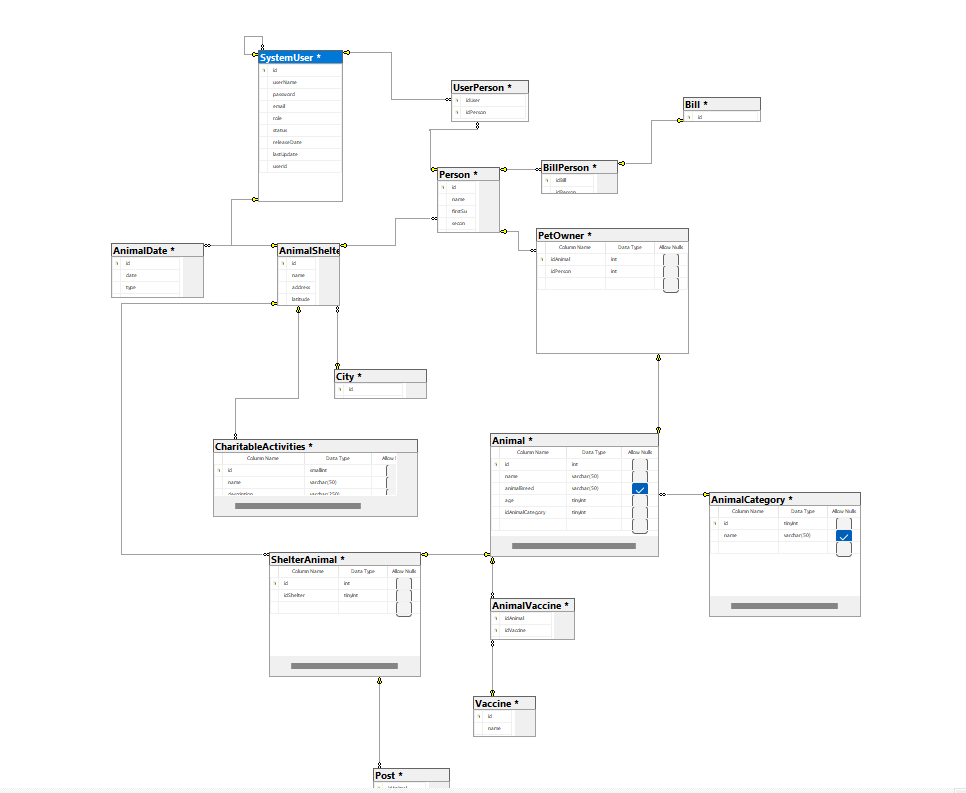 SystemUser *
id
userName
password
email
role
status
releaseDate
lastUpdate
userid
UserPerson *
idUser
idPerson
Bill *
id
Person *
id
name
firstSu
secon
BillPerson *
idBill
idPerson
PetOwner *
Column Name Data Type Allow Nulls
idAnimal int
idPerson int
AnimalDate *
id
date
type
AnimalShelte
id
name
address
latitude
City *
id
CharitableActivities *
Column Name Data Type Allow
id smallint
name varchar(50)
description varchar(250)
Animal *
Column Name Data Type Allow Nulls
id int
name varchar(50)
animalBreed varchar(50)
age tinyint
idAnimalCategory tinyint
AnimalCategory *
Column Name Data Type Allow Nulls
id tinyint
name varchar(50)
ShelterAnimal *
Column Name Data Type Allow Nulls
id int
idShelter tinyint
AnimalVaccine *
idAnimal
idVaccine
Vaccine *
id
name
Post *